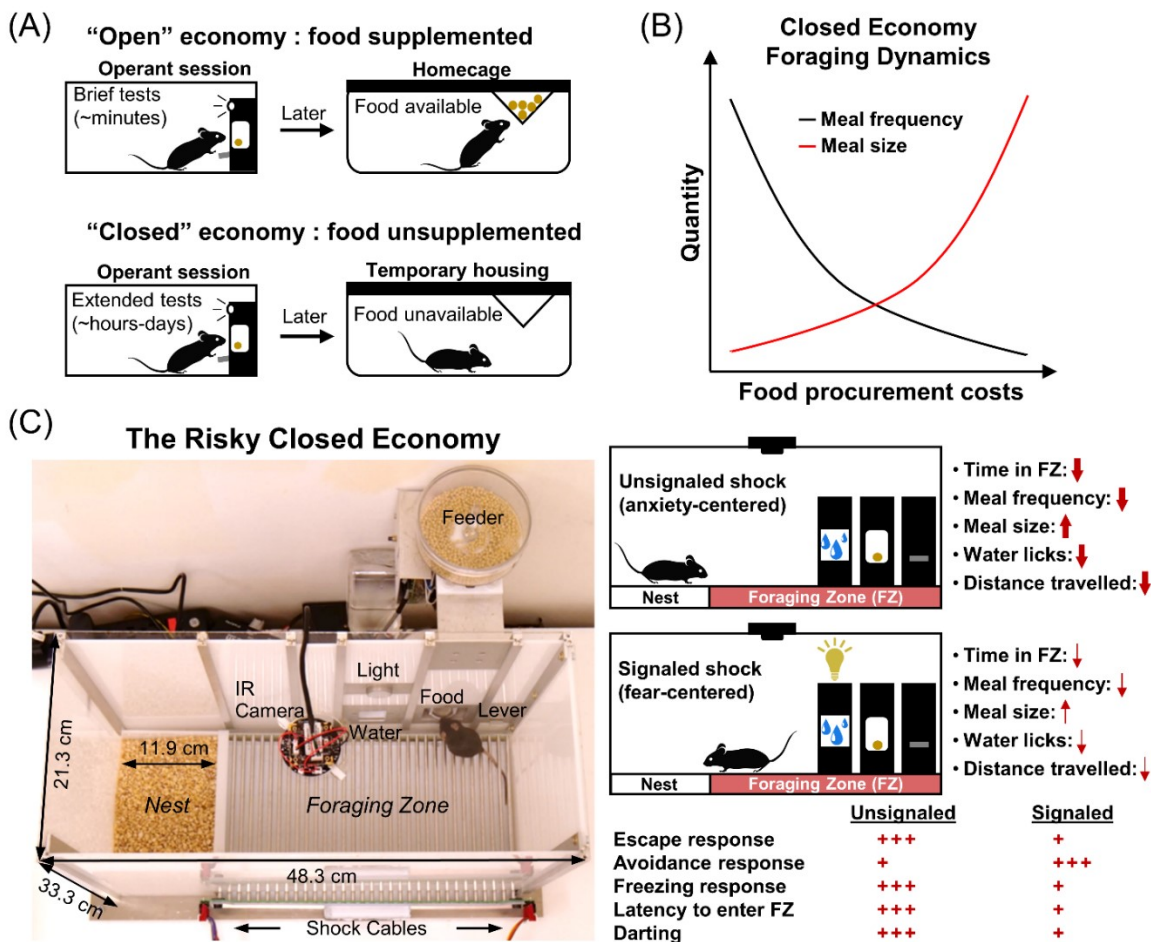 (A)
“Open” economy : food supplemented
Operant session
Brief tests
(~minutes)
Later
Homecage
Food available
“Closed” economy : food unsupplemented
Operant session
Extended tests
(~hours-days)
Later
Temporary housing
Food unavailable
(B)
Closed Economy
Foraging Dynamics
Meal frequency
Meal size
Quantity
Food procurement costs
(C)
The Risky Closed Economy
Feeder
Light
IR
Camera
Food
Lever
Water
21.3 cm
11.9 cm
Nest
Foraging Zone
48.3 cm
33.3 cm
Shock Cables
Unsignaled shock
(anxiety-centered)
Nest
Foraging Zone (FZ)
• Time in FZ: ↓
• Meal frequency: ↓
• Meal size: ↑
• Water licks: ↓
• Distance travelled: ↓
Signaled shock
(fear-centered)
Nest
Foraging Zone (FZ)
• Time in FZ: ↓
• Meal frequency: ↓
• Meal size: ↑
• Water licks: ↓
• Distance travelled: ↓
Unsignaled Signaled
Escape response +++ +
Avoidance response + +++
Freezing response +++ +
Latency to enter FZ +++ +
Darting +++ +